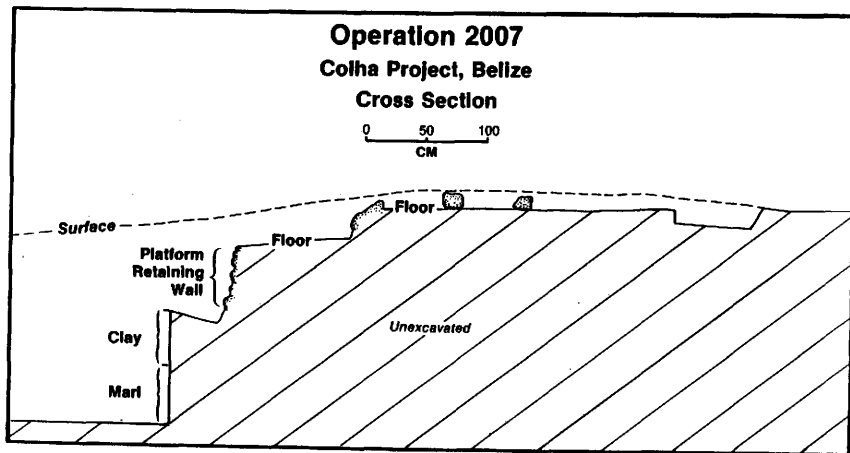 Operation 2007
Colha Project, Belize
Cross Section
0 50 100
CM
Surface
Floor
Floor
Platform
Retaining
Wall
Unexcavated
Clay
Marl